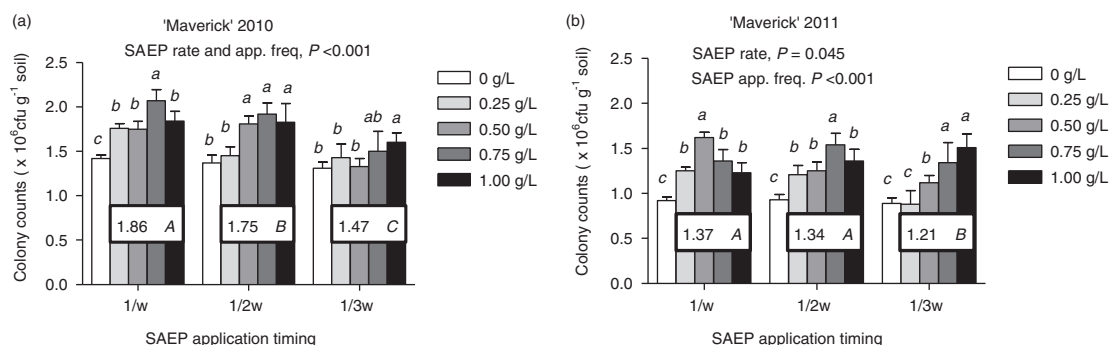 (a)
'Maverick' 2010
SAEP rate and app. freq, P <0.001
Colony counts ( x 10⁶cfu g⁻¹ soil)
2.5
2.0
1.5
1.0
0.5
0.0
c b b a b
b b a a a
b b b ab a
1.86 A
1.75 B
1.47 C
1/w 1/2w 1/3w
SAEP application timing
0 g/L
0.25 g/L
0.50 g/L
0.75 g/L
1.00 g/L
(b)
'Maverick' 2011
SAEP rate, P = 0.045
SAEP app. freq. P <0.001
Colony counts ( x 10⁶cfu g⁻¹ soil)
2.5
2.0
1.5
1.0
0.5
0.0
c b a b b
c b b a b
c c b a a
1.37 A
1.34 A
1.21 B
1/w 1/2w 1/3w
SAEP application timing
0 g/L
0.25 g/L
0.50 g/L
0.75 g/L
1.00 g/L